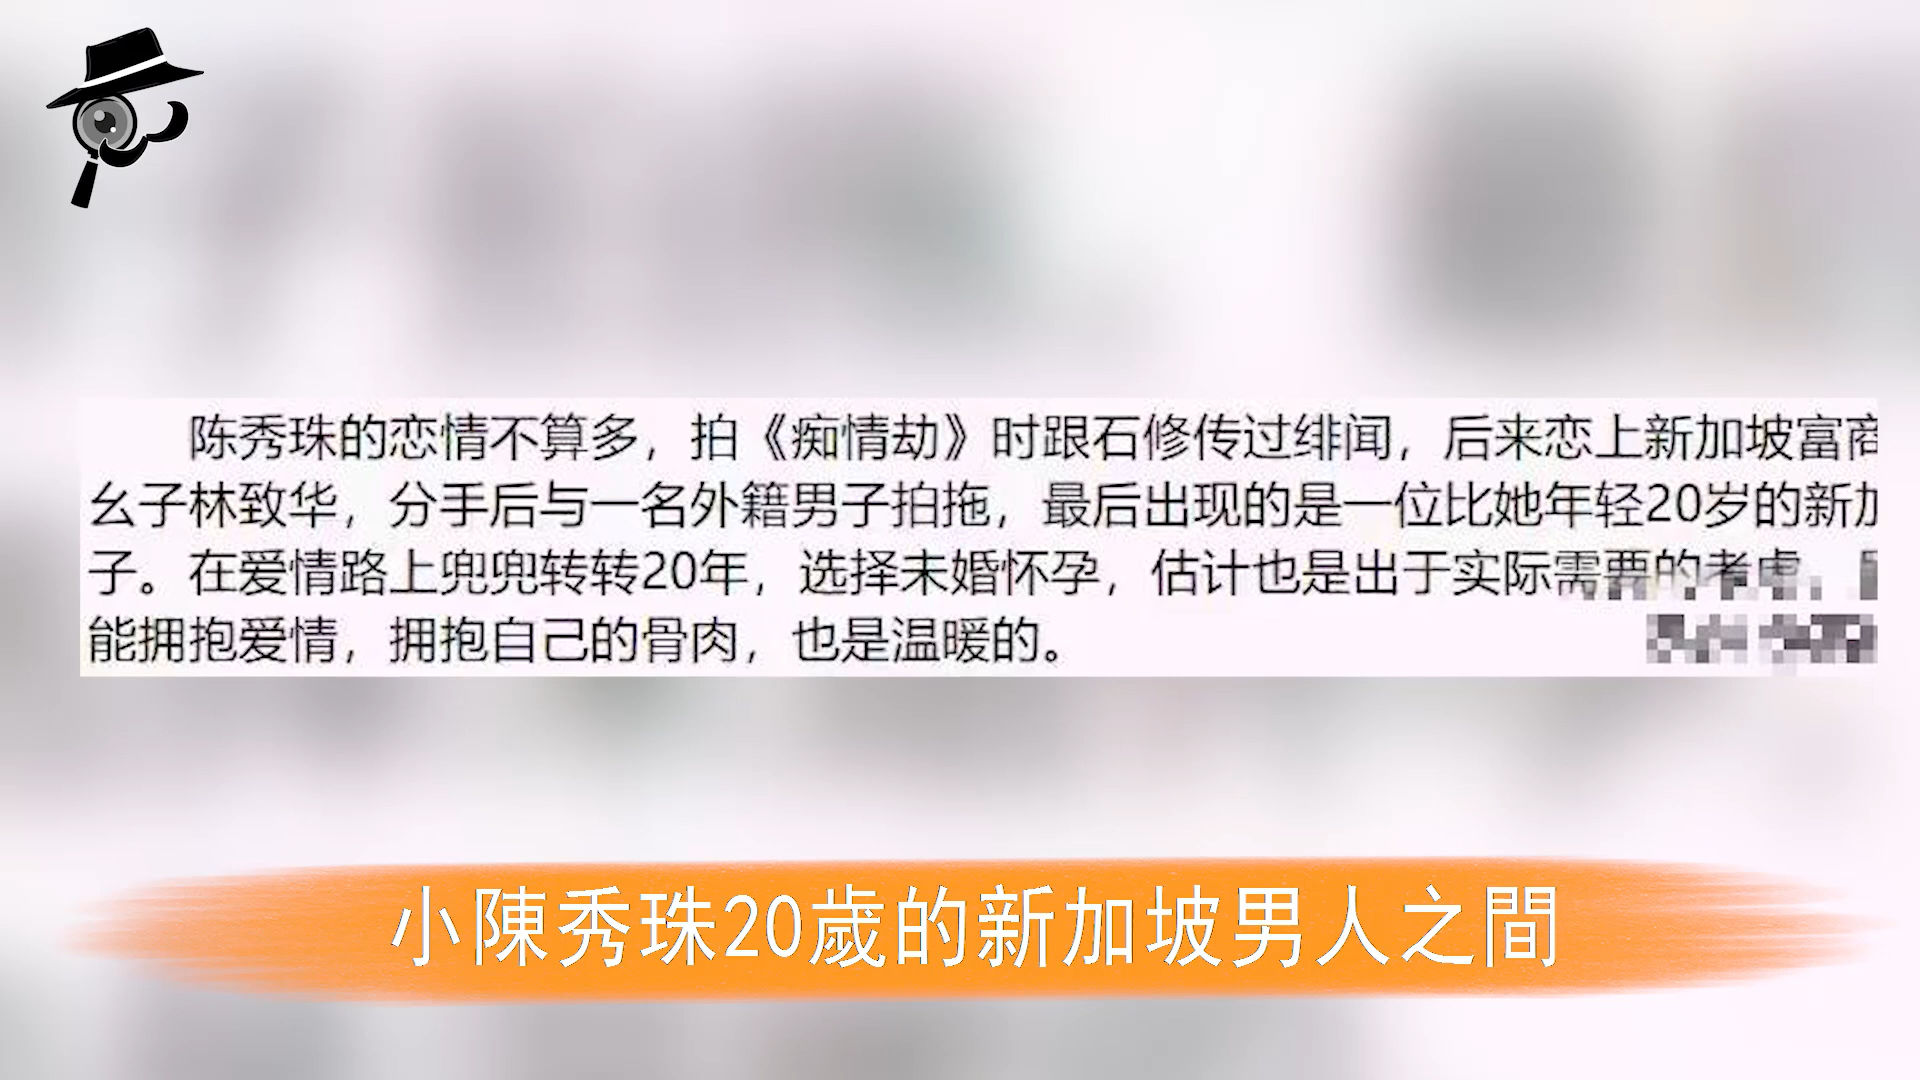 陈秀珠的恋情不算多，拍《痴情劫》时跟石修传过绯闻，后来恋上新加坡富商
幺子林致华，分手后与一名外籍男子拍拖，最后出现的是一位比她年轻20岁的新加
子。在爱情路上兜兜转转20年，选择未婚怀孕，估计也是出于实际需要的考虑
能拥抱爱情，拥抱自己的骨肉，也是温暖的。
小陳秀珠20歲的新加坡男人之間